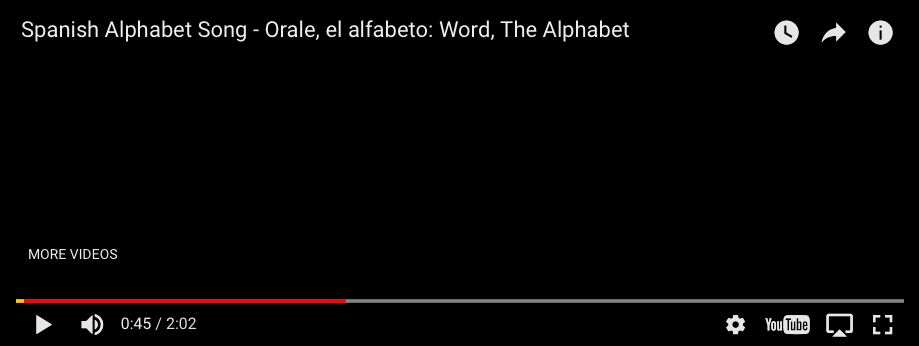 Spanish Alphabet Song - Orale, el alfabeto: Word, The Alphabet
MORE VIDEOS
0:45 / 2:02
YouTube